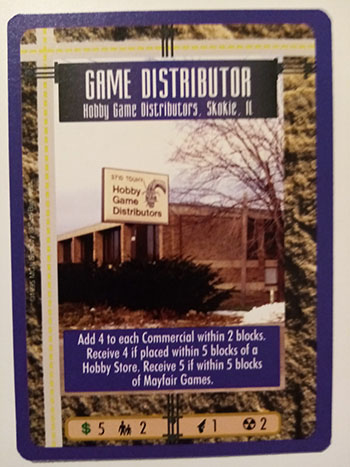 GAME DISTRIBUTOR
Hobby Game Distributors, Skokie, Il
Hobby
Game
Distributors
Add 4 to each Commercial within 2 blocks.
Receive 4 if placed within 5 blocks of a
Hobby Store. Receive 5 if within 5 blocks
of Mayfair Games.
$ 5 2 1 2